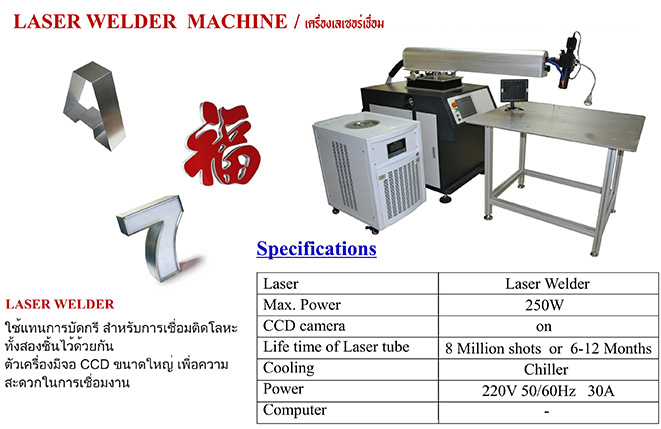 LASER WELDER MACHINE / เครื่องเลเซอร์เชื่อม
福
7
Specifications
Laser Laser Welder
Max. Power 250W
CCD camera on
Life time of Laser tube 8 Million shots or 6-12 Months
Cooling Chiller
Power 220V 50/60Hz 30A
Computer -
LASER WELDER
ใช้แทนการบัดกรี สำหรับการเชื่อมติดโลหะ
ทั้งสองชิ้นไว้ด้วยกัน
ตัวเครื่องมีจอ CCD ขนาดใหญ่ เพื่อความ
สะดวกในการเชื่อมงาน
A